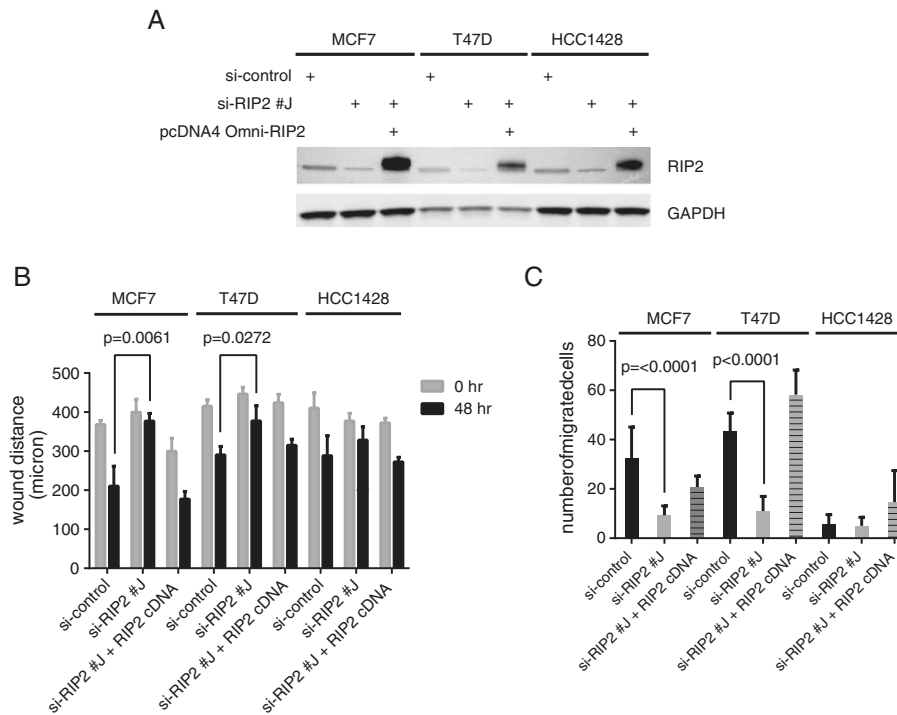 A
MCF7 T47D HCC1428
si-control + + +
si-RIP2 #J + + + + + +
pcDNA4 Omni-RIP2 + + +
RIP2
GAPDH
B
MCF7 T47D HCC1428
p=0.0061 p=0.0272
0 hr
48 hr
wound distance
(micron)
500
400
300
200
100
0
si-control
si-RIP2 #J
si-RIP2 #J + RIP2 cDNA
si-control
si-RIP2 #J
si-RIP2 #J + RIP2 cDNA
si-control
si-RIP2 #J
si-RIP2 #J + RIP2 cDNA
C
MCF7 T47D HCC1428
p=<0.0001 p<0.0001
numberofmigratedcells
80
60
40
20
0
si-control
si-RIP2 #J
si-RIP2 #J + RIP2 cDNA
si-control
si-RIP2 #J
si-RIP2 #J + RIP2 cDNA
si-control
si-RIP2 #J
si-RIP2 #J + RIP2 cDNA